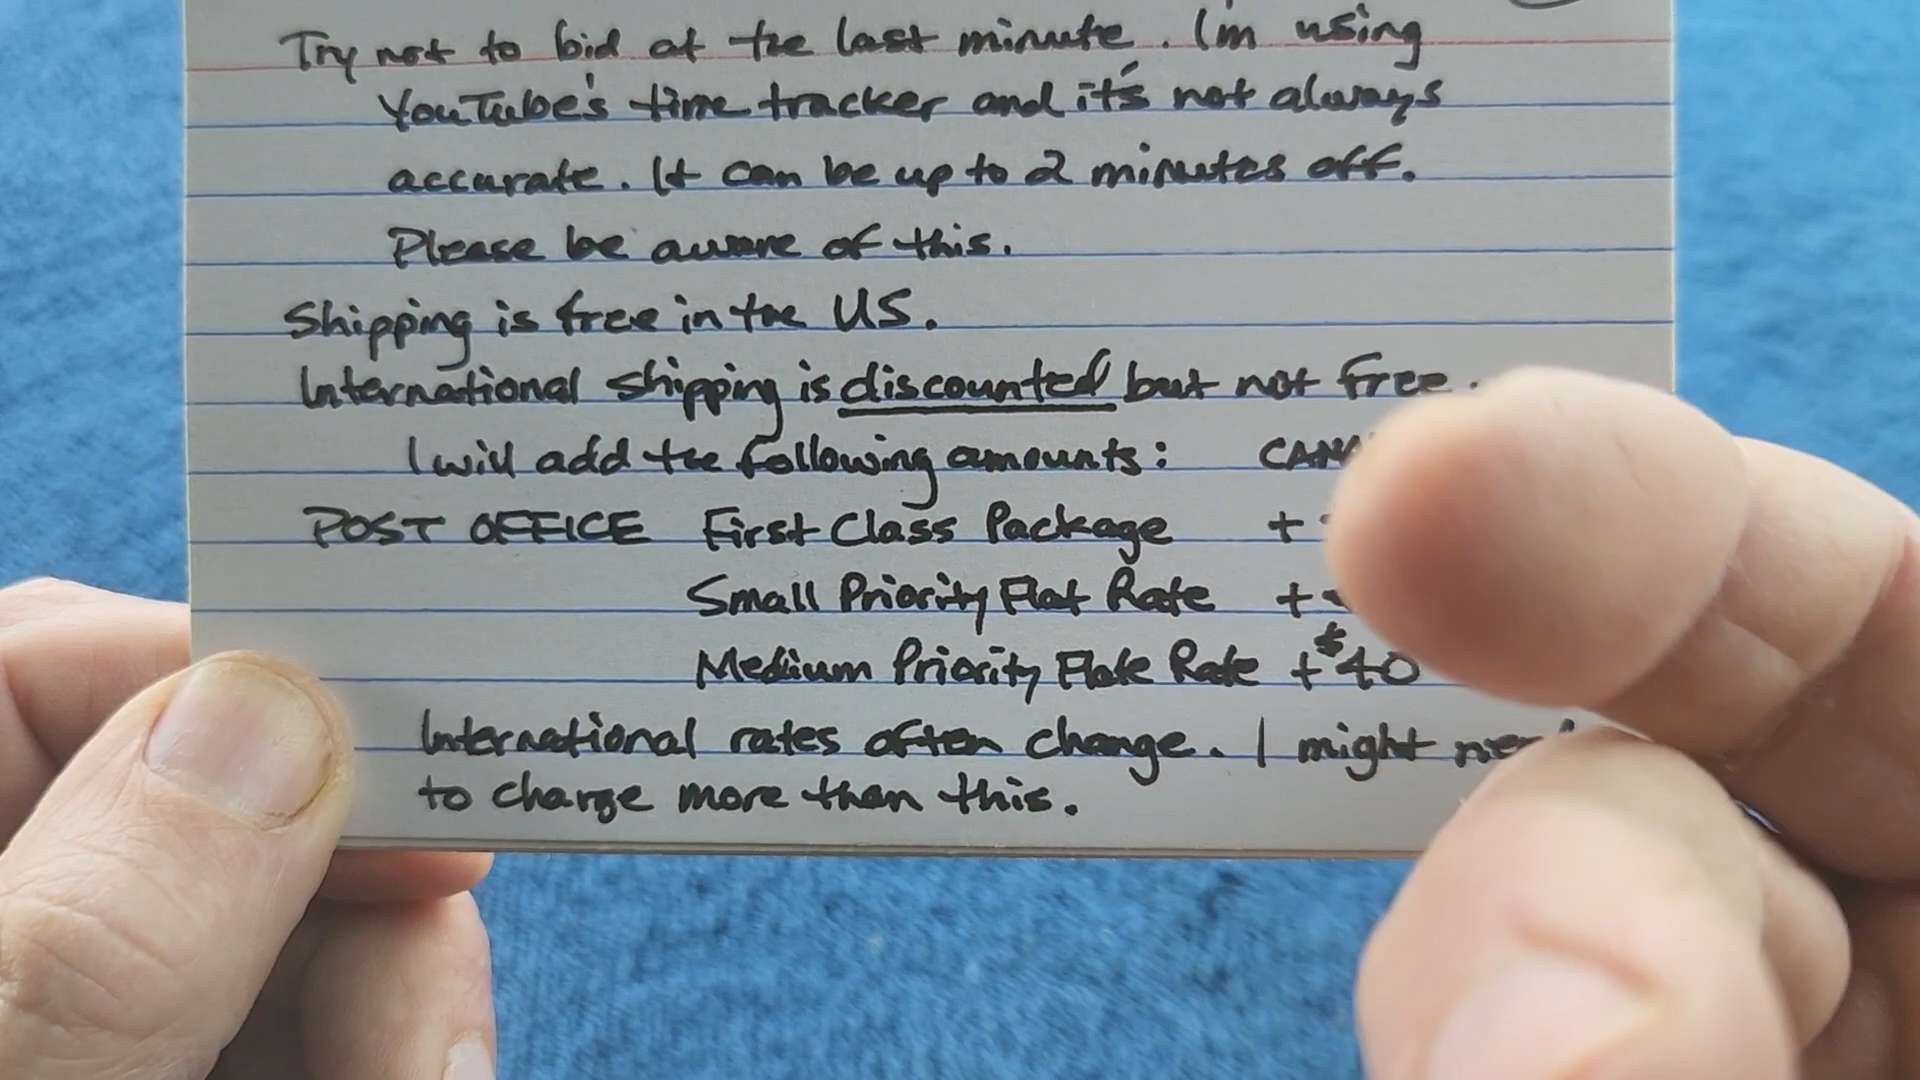 Try not to bid at the last minute. I'm using
YouTube's time tracker and it's not always
accurate. It can be up to 2 minutes off.
Please be aware of this.
Shipping is free in the US.
International shipping is discounted but not free.
I will add the following amounts:
POST OFFICE First Class Package +
Small Priority Flat Rate +
Medium Priority Flate Rate +$40
International rates often change. I might
to charge more than this.